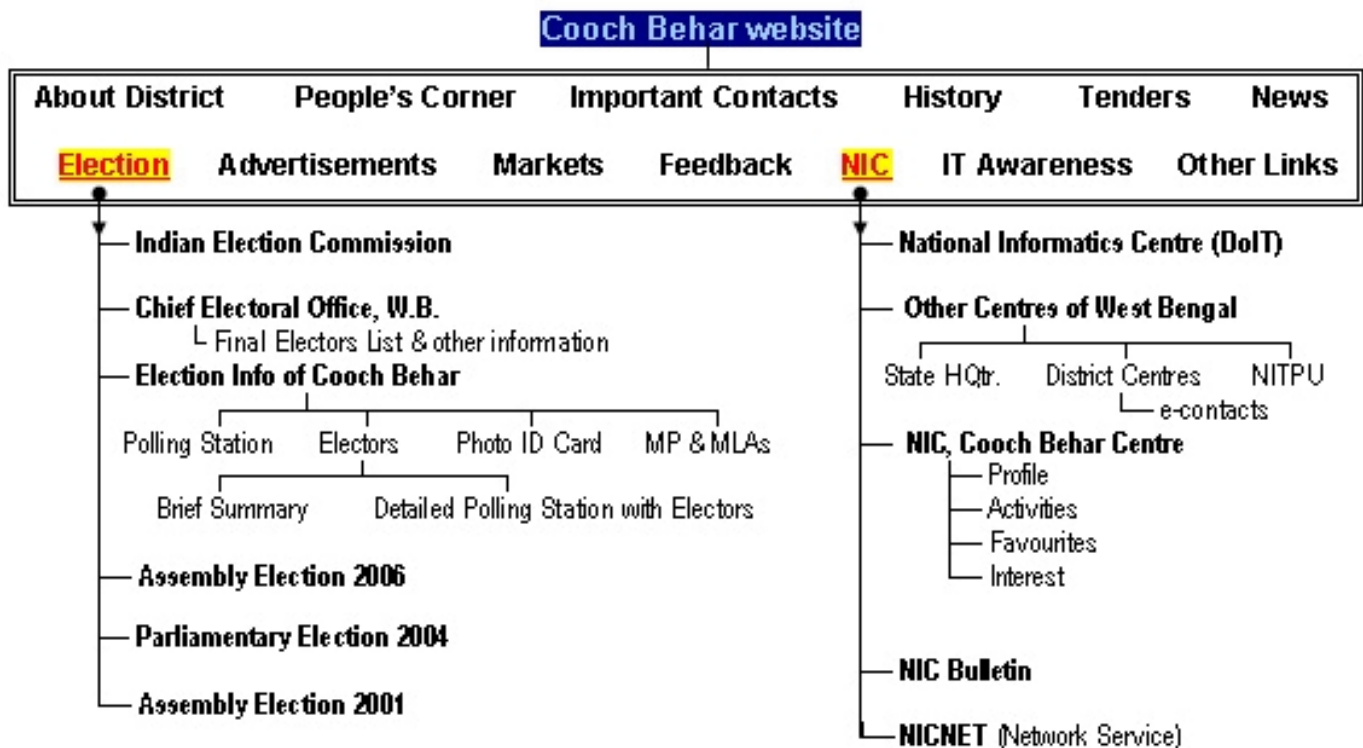 Cooch Behar website
About District People's Corner Important Contacts History Tenders News
Election Advertisements Markets Feedback NIC IT Awareness Other Links
Indian Election Commission
Chief Electoral Office, W.B.
Final Electors List & other information
Election Info of Cooch Behar
Polling Station Electors Photo ID Card MP & MLAs
Brief Summary Detailed Polling Station with Electors
Assembly Election 2006
Parliamentary Election 2004
Assembly Election 2001
National Informatics Centre (DoIT)
Other Centres of West Bengal
State HQtr. District Centres NITPU
e-contacts
NIC, Cooch Behar Centre
Profile
Activities
Favourites
Interest
NIC Bulletin
NICNET (Network Service)